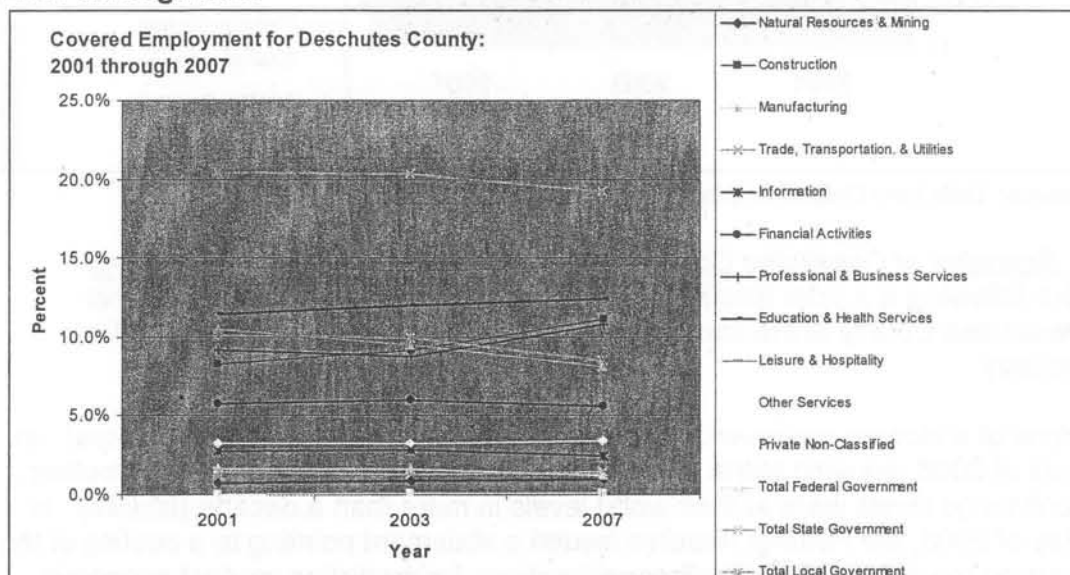 Covered Employment for Deschutes County:
2001 through 2007
25.0%
20.0%
15.0%
10.0%
5.0%
0.0%
Percent
2001
2003
2007
Year
Natural Resources & Mining
Construction
Manufacturing
Trade, Transportation. & Utilities
Information
Financial Activities
Professional & Business Services
Education & Health Services
Leisure & Hospitality
Other Services
Private Non-Classified
Total Federal Government
Total State Government
Total Local Government